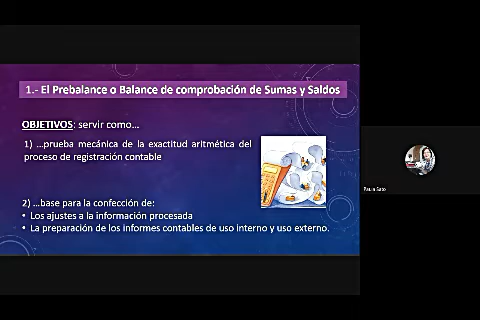 1.- El Prebalance o Balance de comprobación de Sumas y Saldos
OBJETIVOS: servir como...
1) ...prueba mecánica de la exactitud aritmética del
proceso de registración contable
2) ...base para la confección de:
• Los ajustes a la información procesada
• La preparación de los informes contables de uso interno y uso externo.
Paula Sato